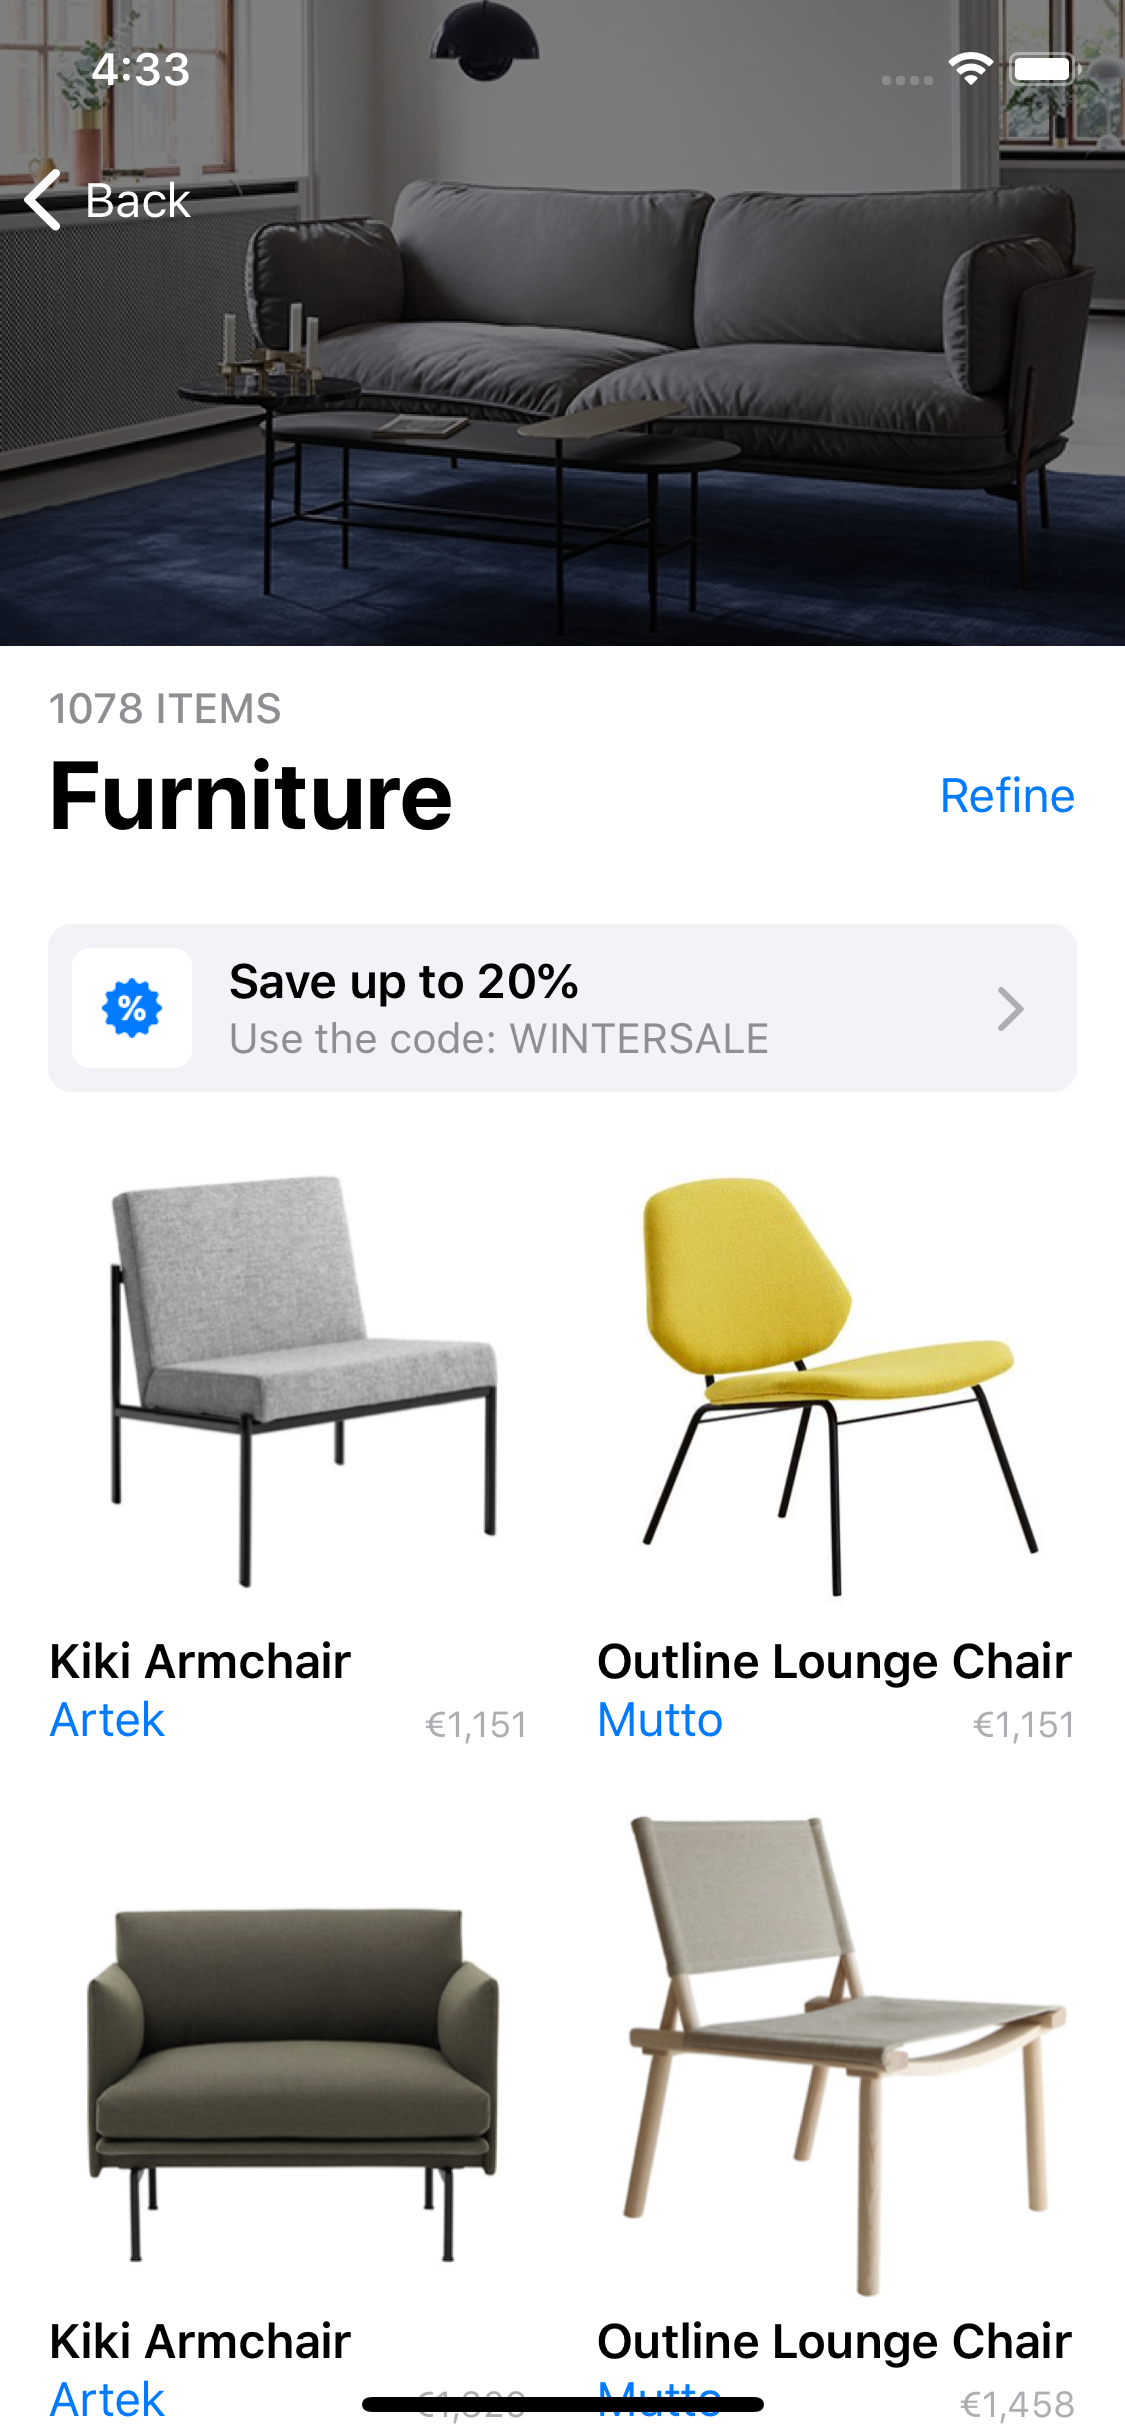 4:33
Back
1078 ITEMS
Furniture
Refine
Save up to 20%
Use the code: WINTERSALE
Kiki Armchair
Artek
€1,151
Outline Lounge Chair
Mutto
€1,151
Kiki Armchair
Artek
Outline Lounge Chair
Mutto
€1,458